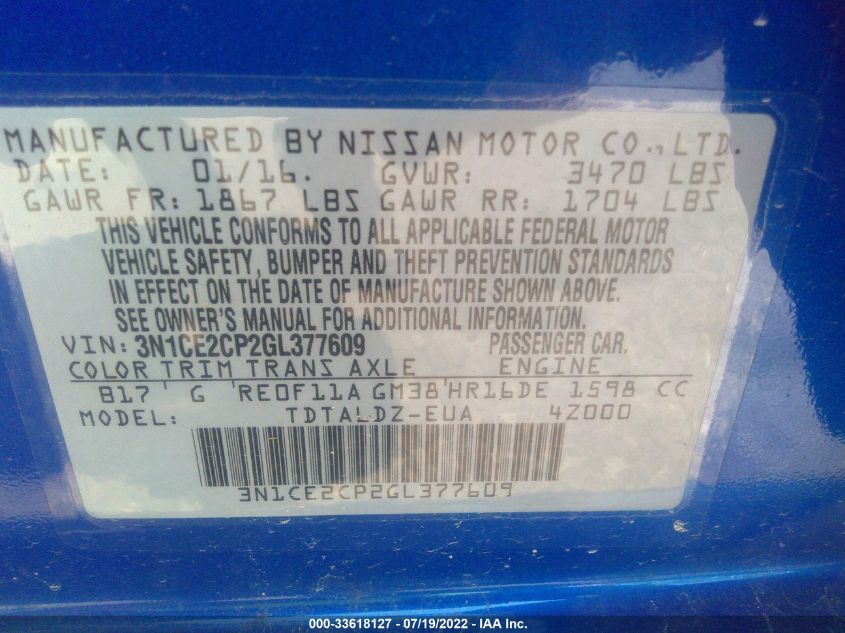 MANUFACTURED BY NISSAN MOTOR CO., LTD.
DATE: 01/16. GVWR: 3470 LBS
GAWR FR: 1867 LBS GAWR RR: 1704 LBS
THIS VEHICLE CONFORMS TO ALL APPLICABLE FEDERAL MOTOR
VEHICLE SAFETY, BUMPER AND THEFT PREVENTION STANDARDS
IN EFFECT ON THE DATE OF MANUFACTURE SHOWN ABOVE.
SEE OWNER'S MANUAL FOR ADDITIONAL INFORMATION.
VIN: 3N1CE2CP2GL377609 PASSENGER CAR.
COLOR TRIM TRANS AXLE ENGINE
B17 G RE0F11A GM38 HR16DE 1598 CC
MODEL: TDTALDZ-EUA 4Z000
3N1CE2CP2GL377609
000-33618127 - 07/19/2022 - IAA Inc.